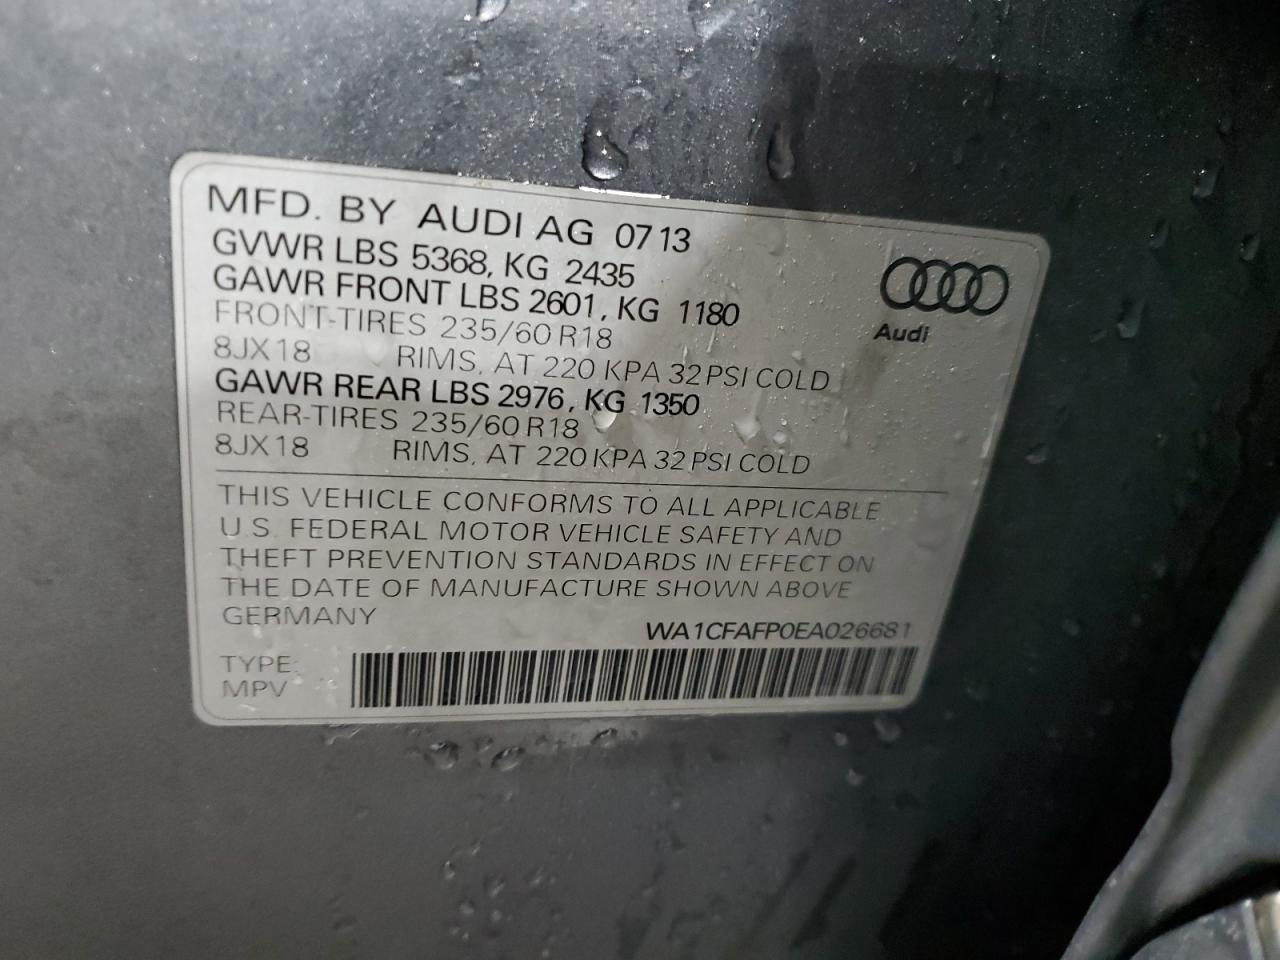 MFD. BY AUDI AG 0713
GVWR LBS 5368, KG 2435
GAWR FRONT LBS 2601, KG 1180
FRONT-TIRES 235/60 R18
8JX18 RIMS, AT 220 KPA 32 PSI COLD
GAWR REAR LBS 2976, KG 1350
REAR-TIRES 235/60 R18
8JX18 RIMS, AT 220 KPA 32 PSI COLD
Audi
THIS VEHICLE CONFORMS TO ALL APPLICABLE
U.S. FEDERAL MOTOR VEHICLE SAFETY AND
THEFT PREVENTION STANDARDS IN EFFECT ON
THE DATE OF MANUFACTURE SHOWN ABOVE
GERMANY
WA1CFAFP0EA026681
TYPE:
MPV